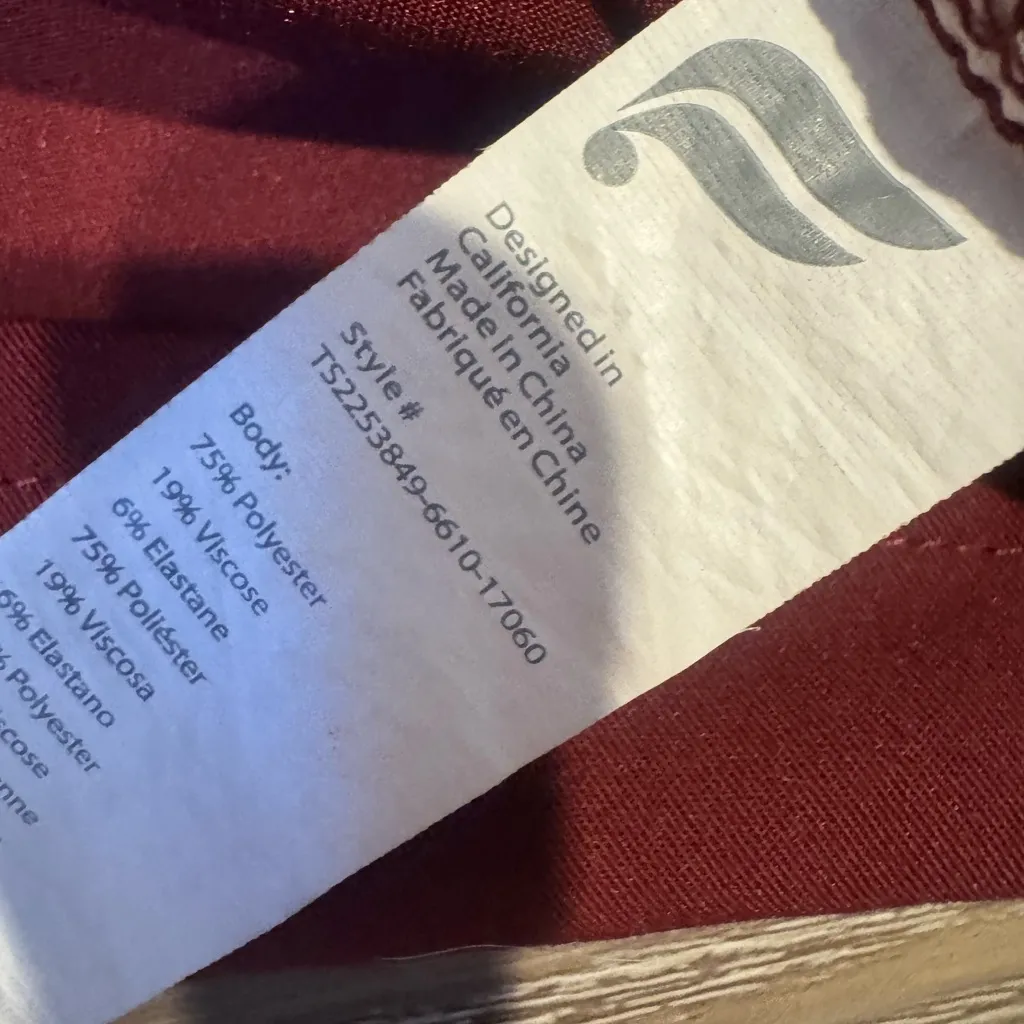 Designed in
California
Made in China
Fabriqué en Chine
Style #
TS2253849-6610-17060
Body:
75% Polyester
19% Viscose
6% Elastane
75% Poliéster
19% Viscosa
6% Elastano
% Polyester